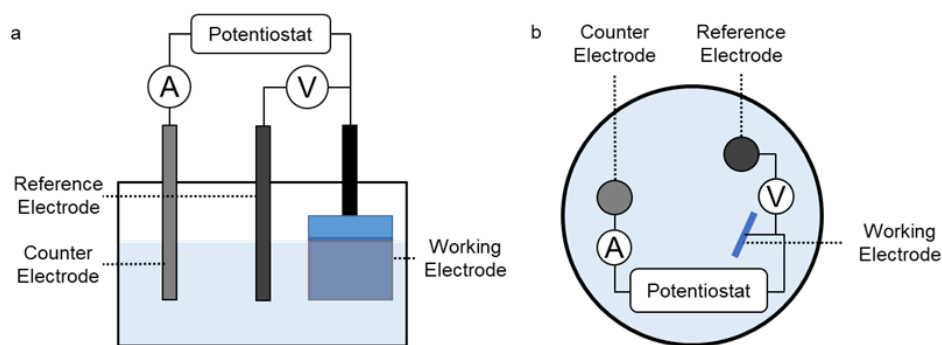 a
Potentiostat
A
V
Reference
Electrode
Counter
Electrode
Working
Electrode
b
Counter
Electrode
Reference
Electrode
V
A
Working
Electrode
Potentiostat